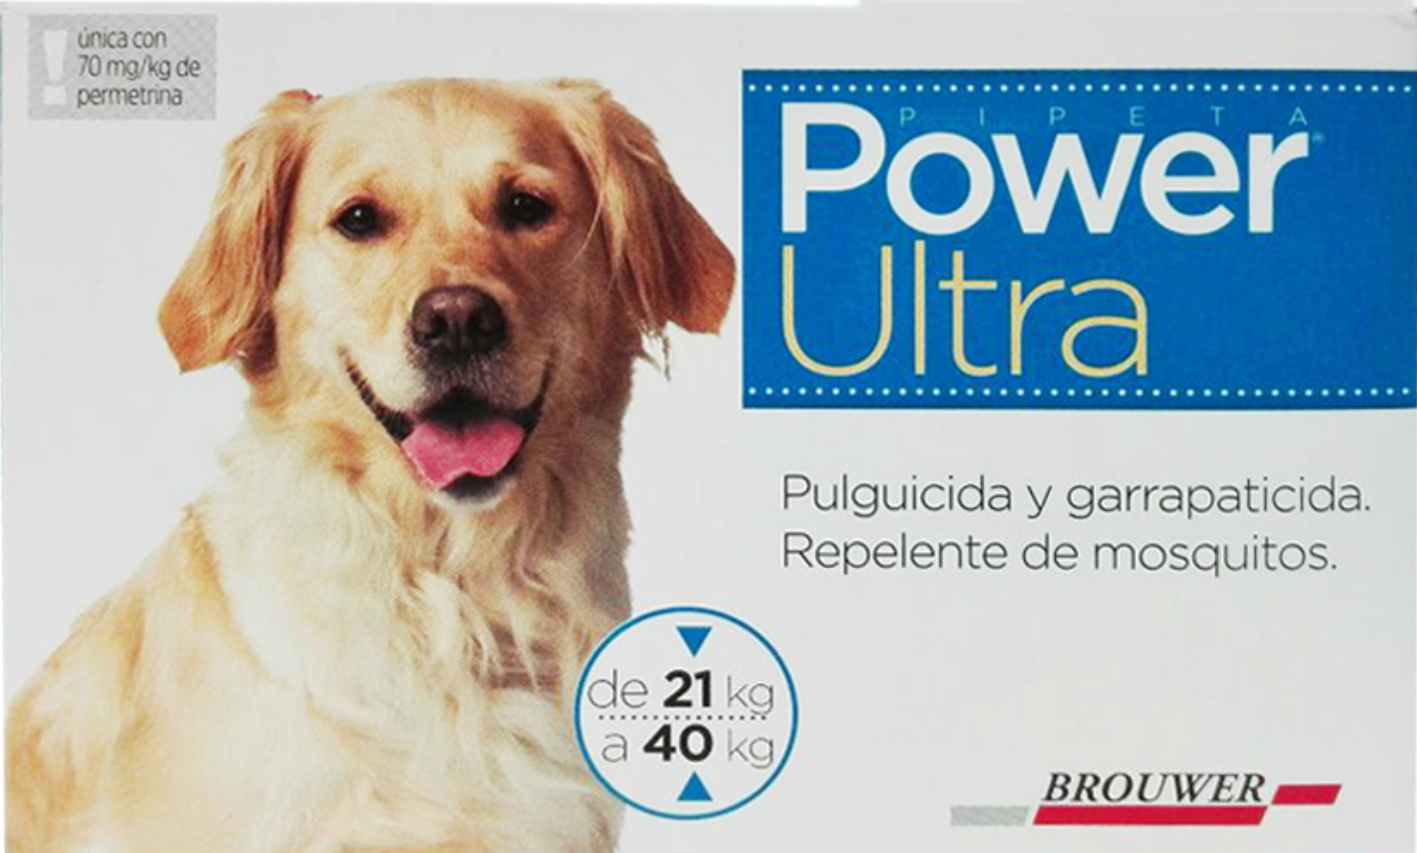 única con
70 mg/kg de
permetrina
PIPETA
Power
Ultra
Pulguicida y garrapaticida.
Repelente de mosquitos.
de 21 kg
a 40 kg
BROUWER